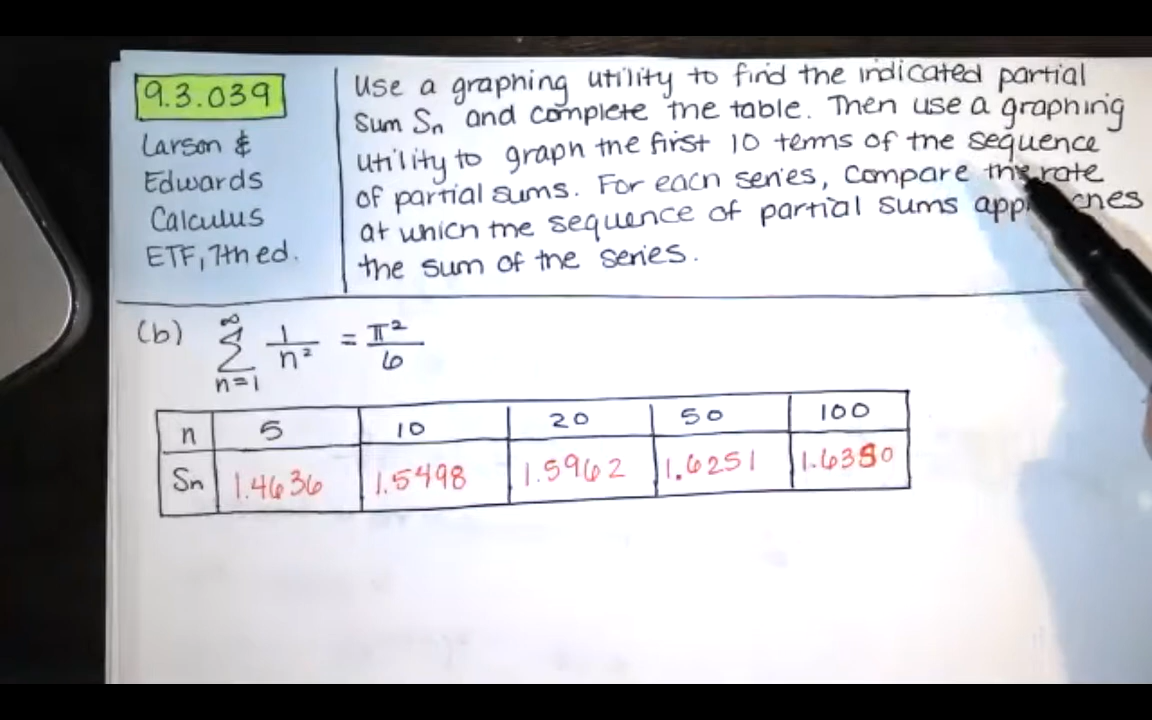 9.3.039
Larson &
Edwards
Calculus
ETF, 7th ed.
Use a graphing utility to find the indicated partial
sum Sn and complete the table. Then use a graphing
utility to graph the first 10 terms of the sequence
of partial sums. For each series, compare the rate
at which the sequence of partial sums
the sum of the series.
(b) ∞ Σ n=1 1/n² = π²/6
n 5 10 20 50 100
Sn 1.4636 1.5498 1.5962 1.6251 1.6350